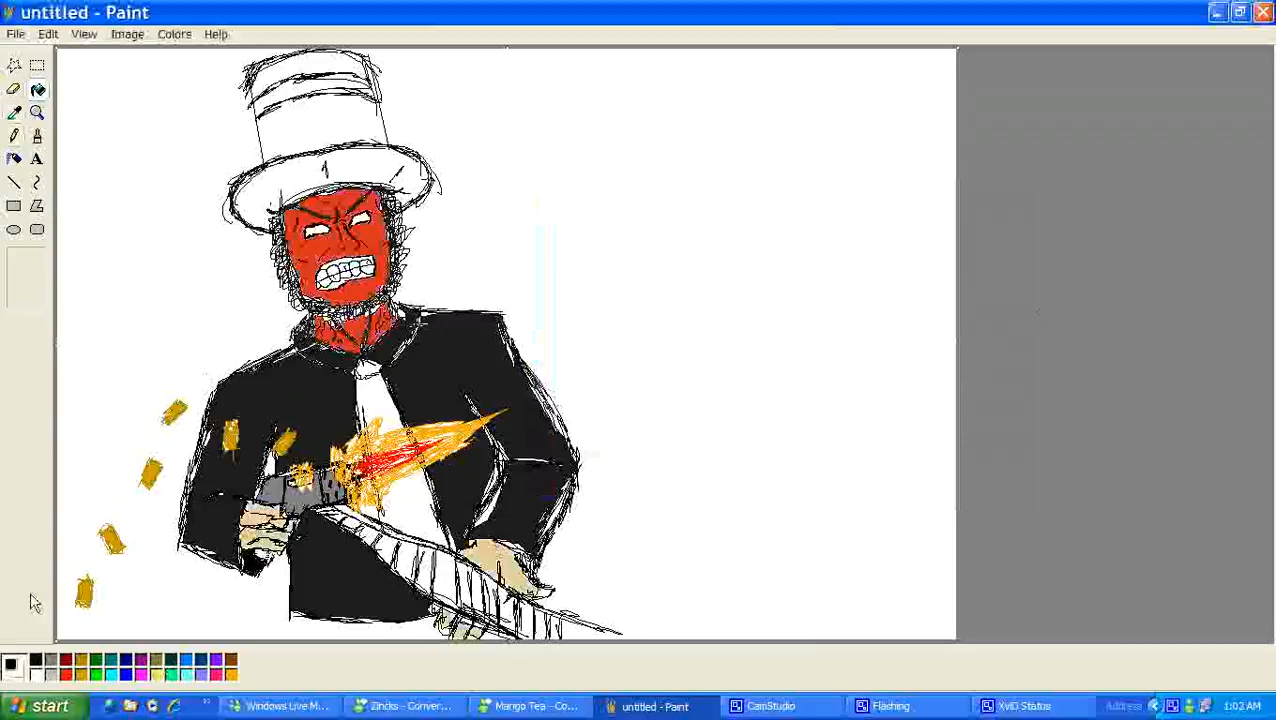 untitled - Paint
File Edit View Image Colors Help
A
start
Windows Live M...
Zincks - Conver...
Mango Tea - Co...
untitled - Paint
CamStudio
Flashing
XviD Status
Address
1:02 AM